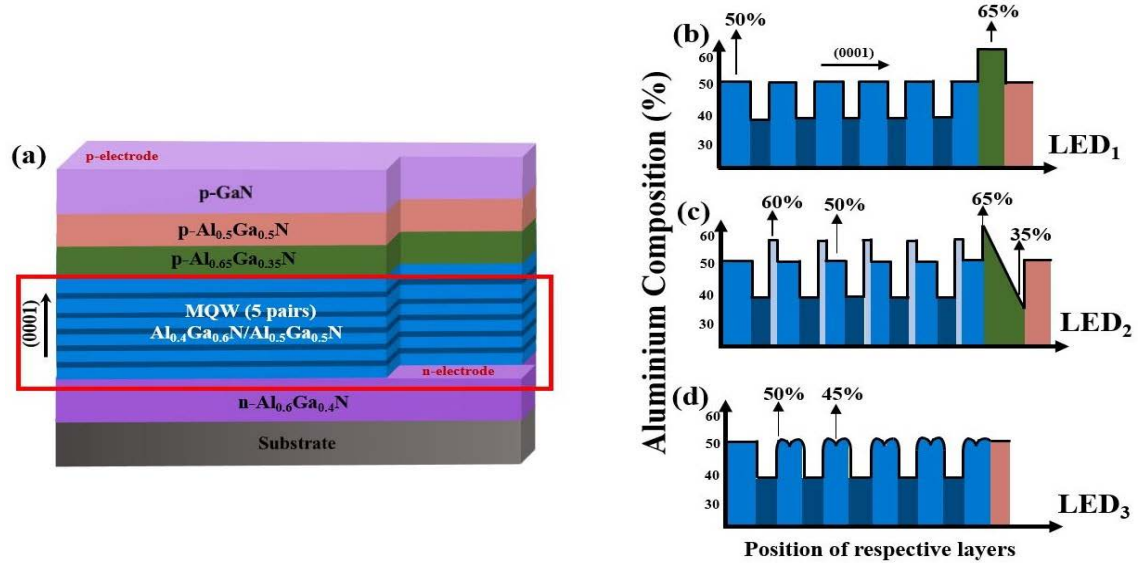 (a)
p-electrode
p-GaN
p-Al₀.₅Ga₀.₅N
p-Al₀.₆₅Ga₀.₃₅N
(0001)
MQW (5 pairs)
Al₀.₄Ga₀.₆N/Al₀.₅Ga₀.₅N
n-electrode
n-Al₀.₆Ga₀.₄N
Substrate
Aluminium Composition (%)
(b)
50%
65%
(0001)
60
50
40
30
LED₁
(c)
60%
50%
65%
35%
60
50
40
30
LED₂
(d)
50%
45%
60
50
40
30
LED₃
Position of respective layers